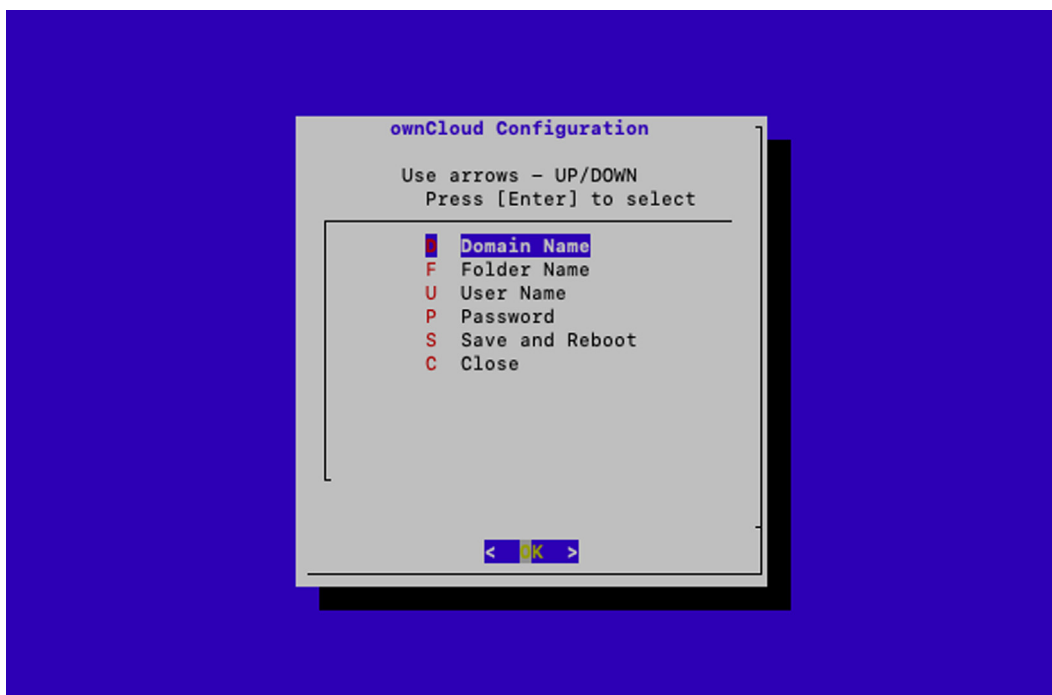 ownCloud Configuration
Use arrows – UP/DOWN
Press [Enter] to select
D Domain Name
F Folder Name
U User Name
P Password
S Save and Reboot
C Close
< OK >